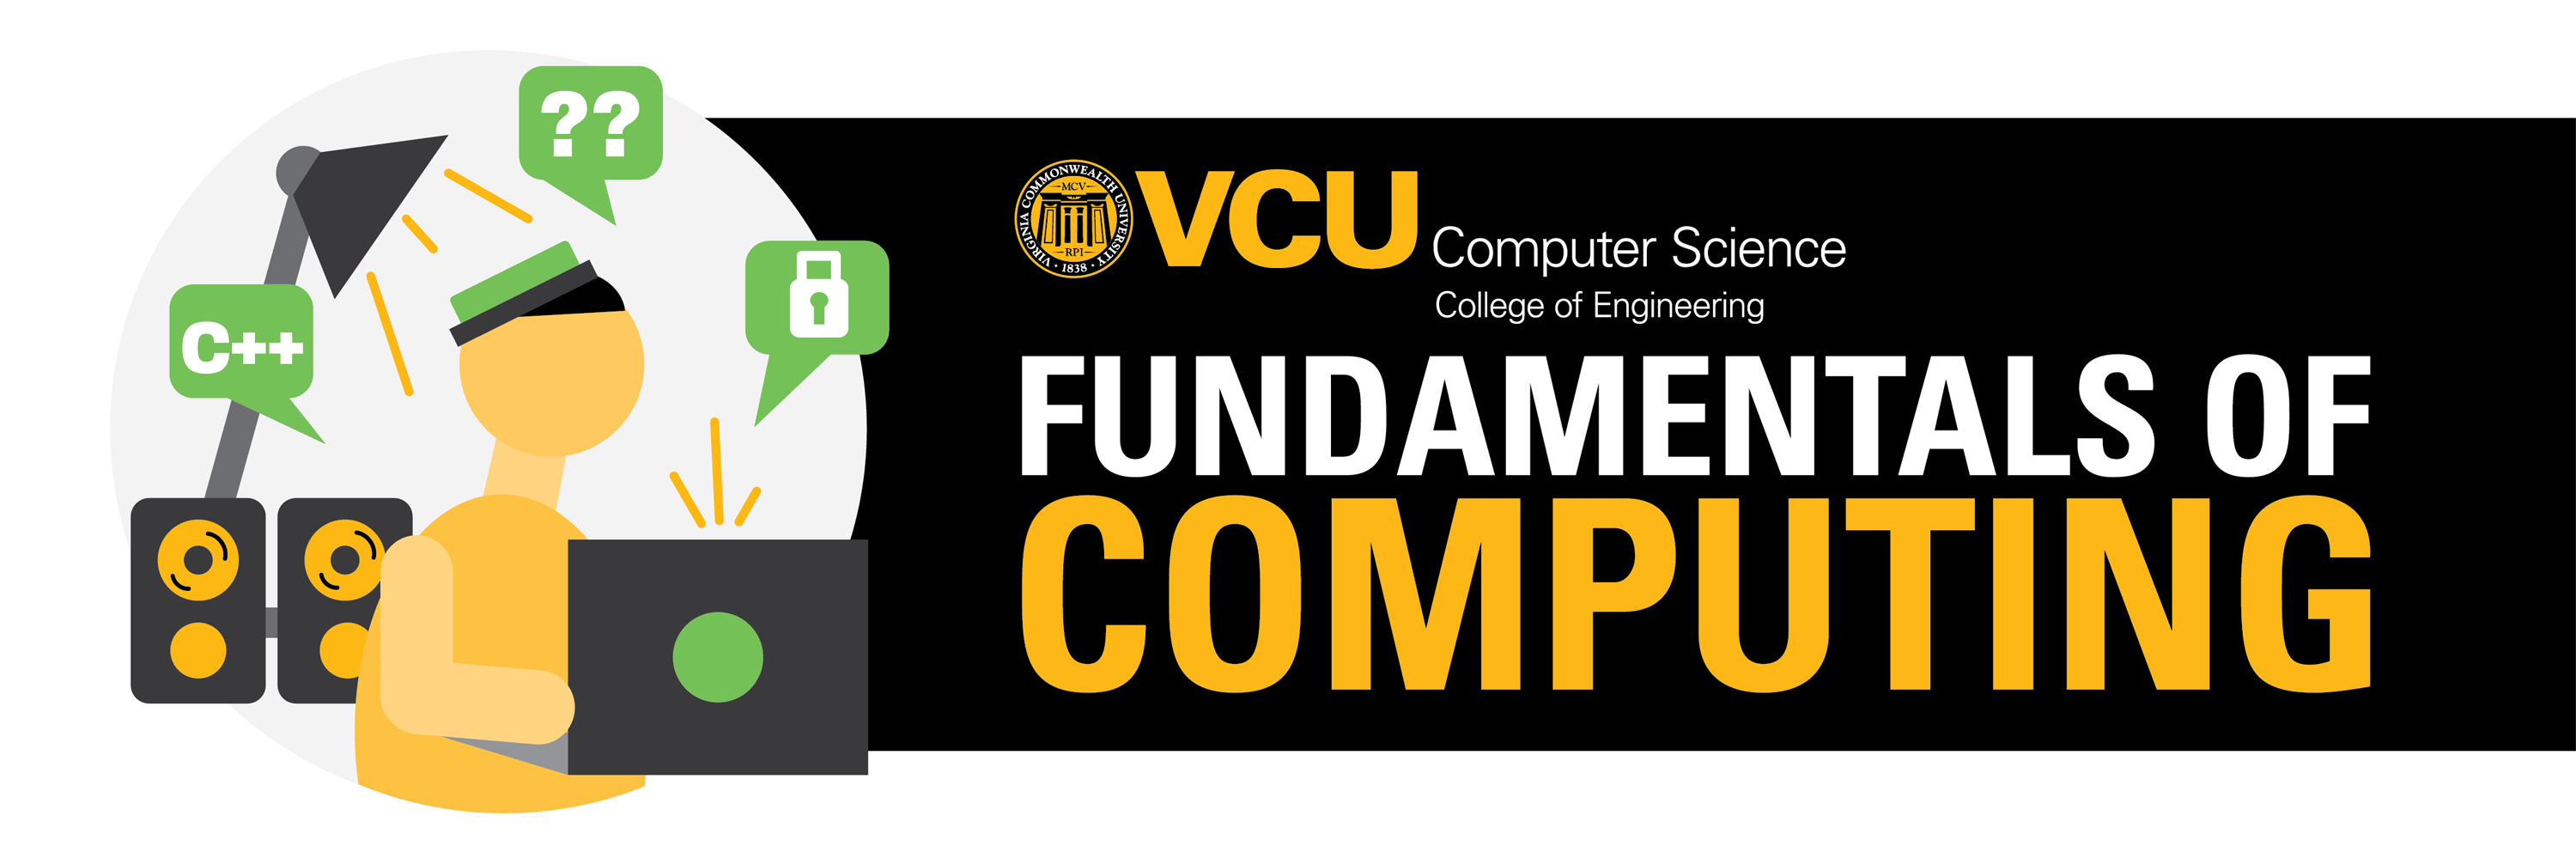 ??
C++
VIRGINIA COMMONWEALTH UNIVERSITY
· 1838 ·
MCV
RPI
VCU Computer Science
College of Engineering
FUNDAMENTALS OF
COMPUTING